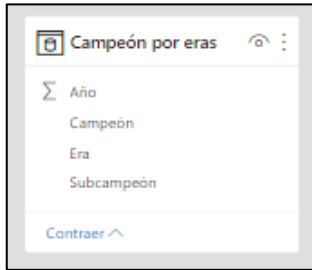 Campeón por eras
Año
Campeón
Era
Subcampeón
Contraer